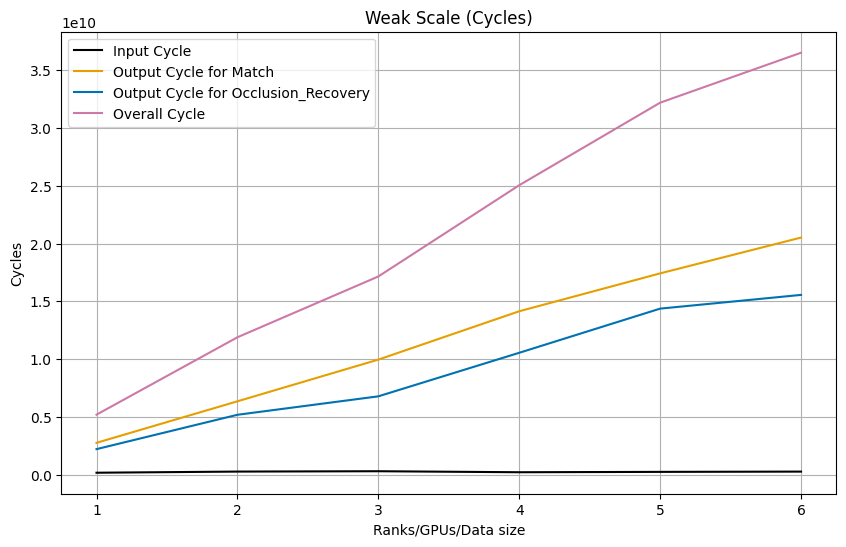 Weak Scale (Cycles)
1e10
Input Cycle
Output Cycle for Match
Output Cycle for Occlusion_Recovery
Overall Cycle
3.5
3.0
2.5
2.0
1.5
1.0
0.5
0.0
Cycles
1 2 3 4 5 6
Ranks/GPUs/Data size